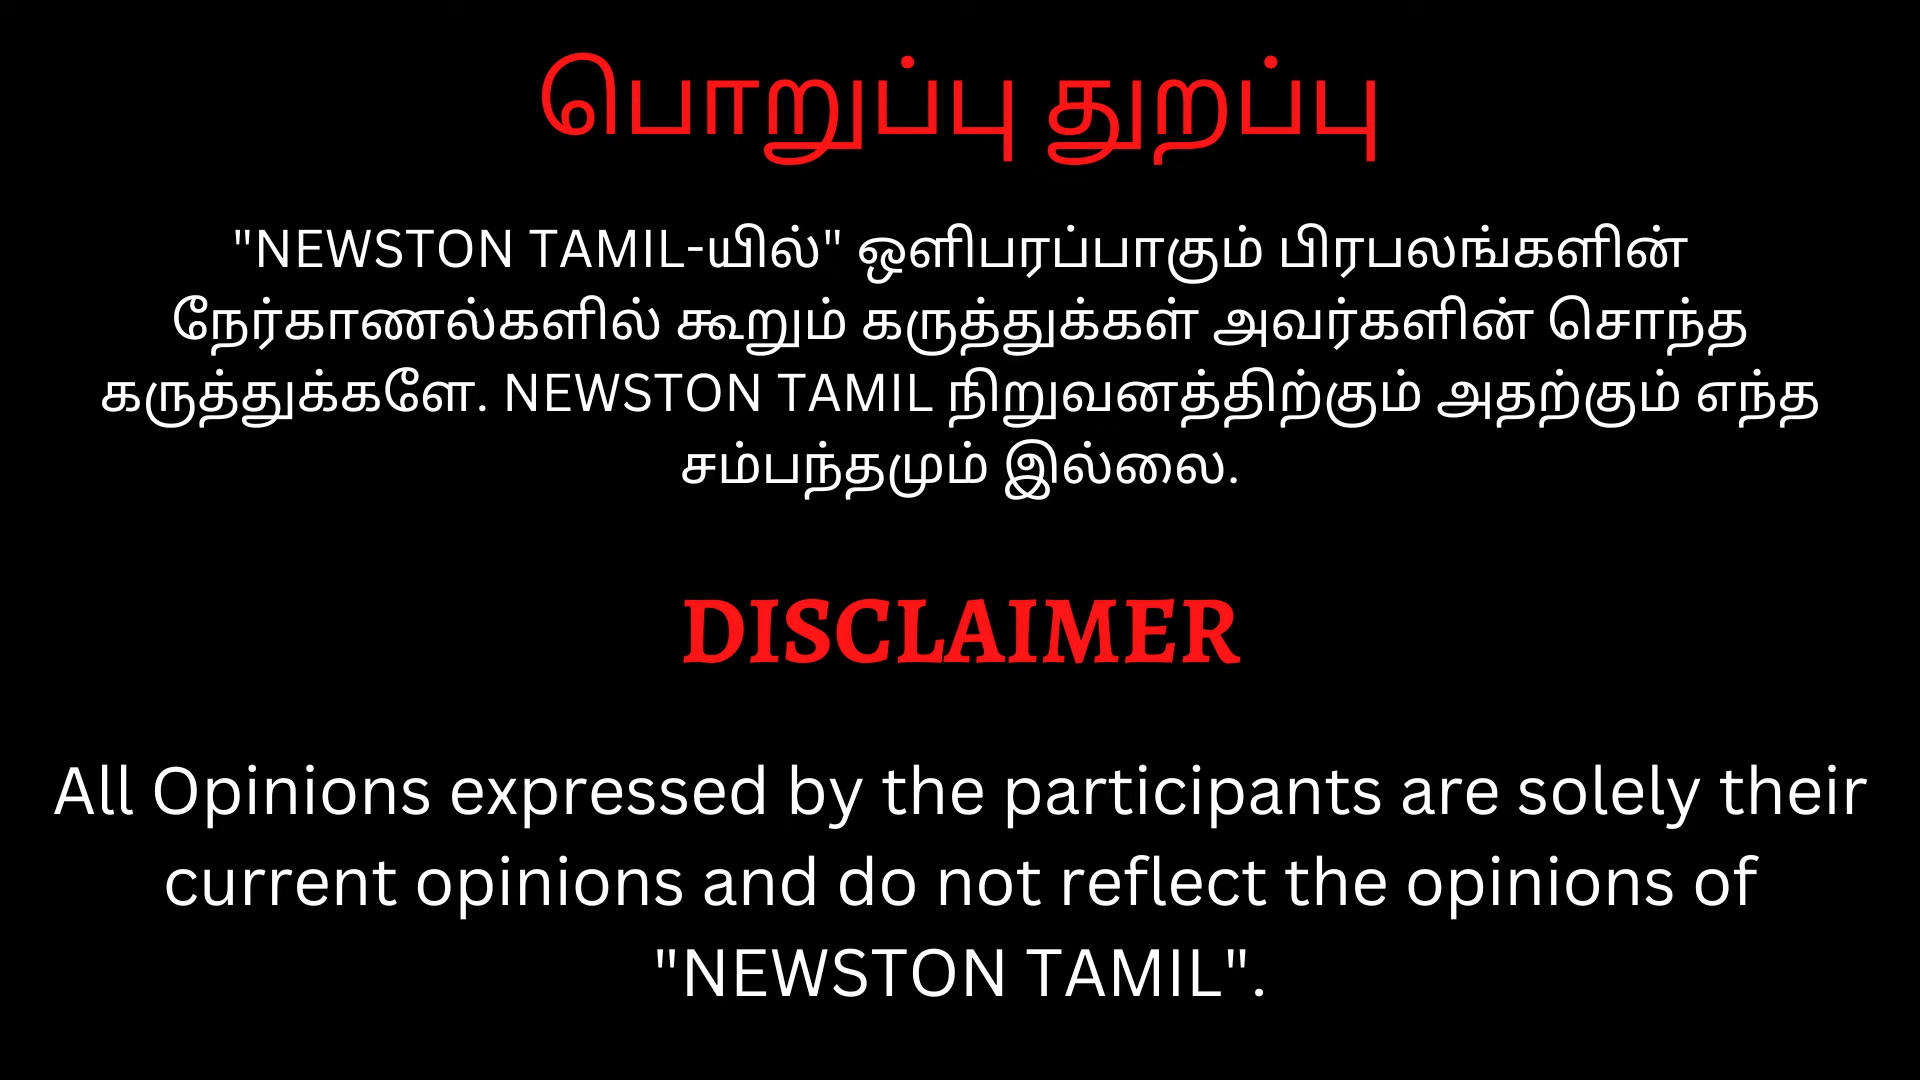 பொறுப்பு துறப்பு
"NEWSTON TAMIL-யில்" ஒளிபரப்பாகும் பிரபலங்களின்
நேர்காணல்களில் கூறும் கருத்துக்கள் அவர்களின் சொந்த
கருத்துக்களே. NEWSTON TAMIL நிறுவனத்திற்கும் அதற்கும் எந்த
சம்பந்தமும் இல்லை.
DISCLAIMER
All Opinions expressed by the participants are solely their
current opinions and do not reflect the opinions of
"NEWSTON TAMIL".